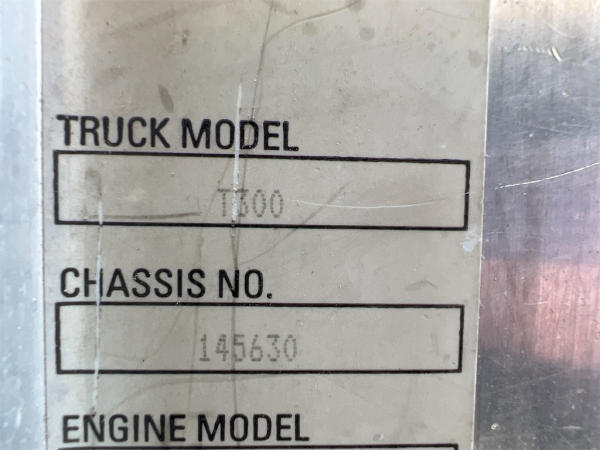 TRUCK MODEL
T300
CHASSIS NO.
145630
ENGINE MODEL